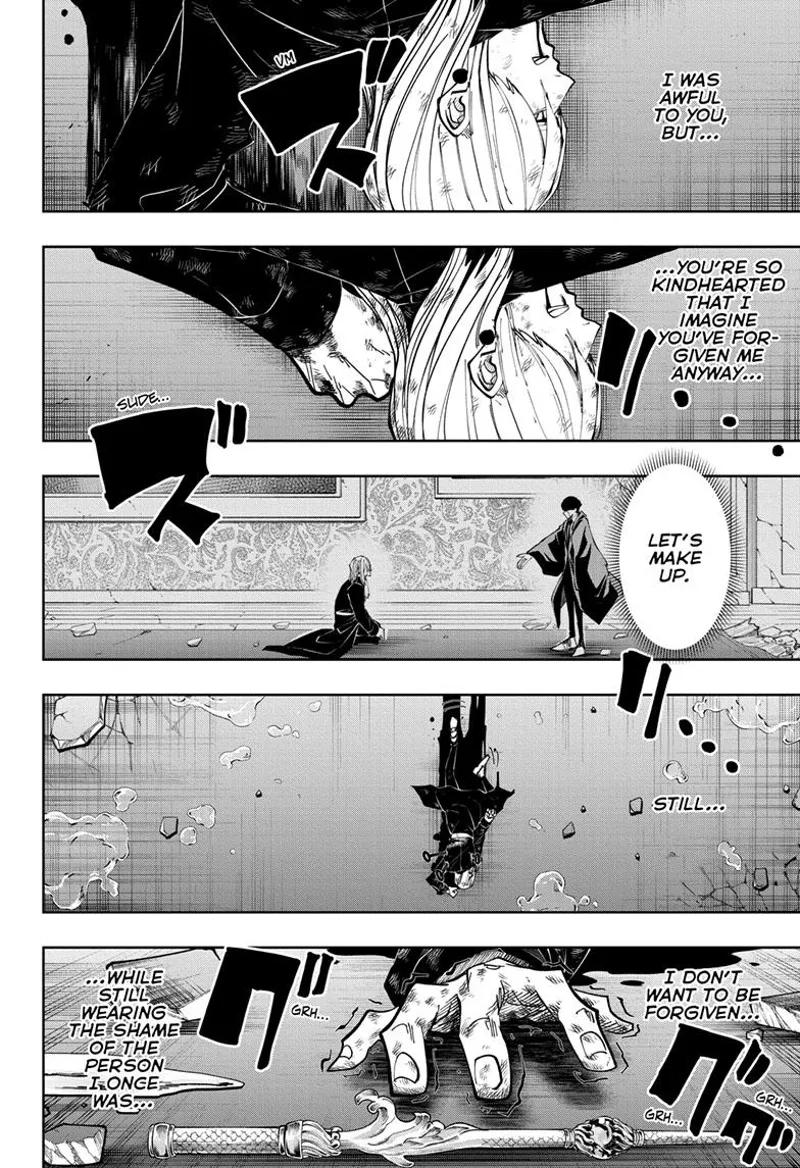 I WAS
AWFUL
TO YOU,
BUT...
VM
ズ
...YOU'RE SO
KINDHEARTED
THAT I
IMAGINE
YOU'VE FOR-
GIVEN ME
ANYWAY...
SLIDE...
LET'S
MAKE
UP.
STILL...
I DON'T
WANT TO BE
FORGIVEN...
GRH...
GRH...
GRH...
...WHILE
STILL
WEARING
THE SHAME
OF THE
PERSON
I ONCE
WAS...